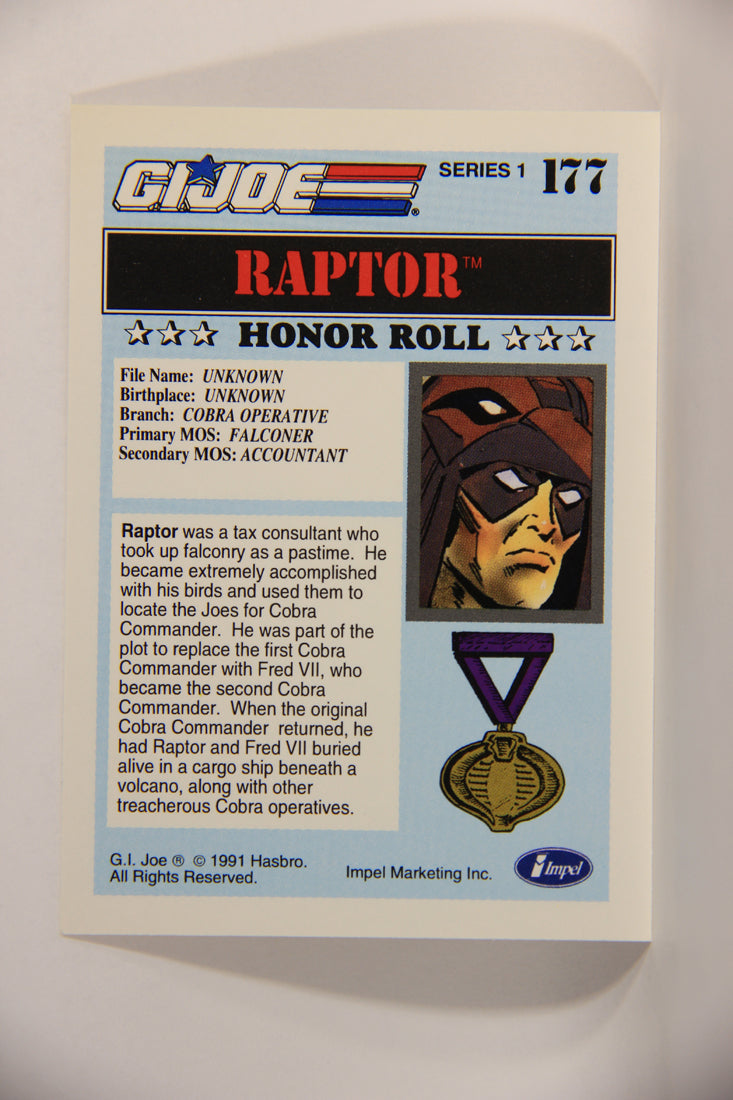 G.I. JOE ®
SERIES 1 177
RAPTOR™
HONOR ROLL
File Name: UNKNOWN
Birthplace: UNKNOWN
Branch: COBRA OPERATIVE
Primary MOS: FALCONER
Secondary MOS: ACCOUNTANT
Raptor was a tax consultant who
took up falconry as a pastime. He
became extremely accomplished
with his birds and used them to
locate the Joes for Cobra
Commander. He was part of the
plot to replace the first Cobra
Commander with Fred VII, who
became the second Cobra
Commander. When the original
Cobra Commander returned, he
had Raptor and Fred VII buried
alive in a cargo ship beneath a
volcano, along with other
treacherous Cobra operatives.
G.I. Joe ® © 1991 Hasbro.
All Rights Reserved.
Impel Marketing Inc.
Impel